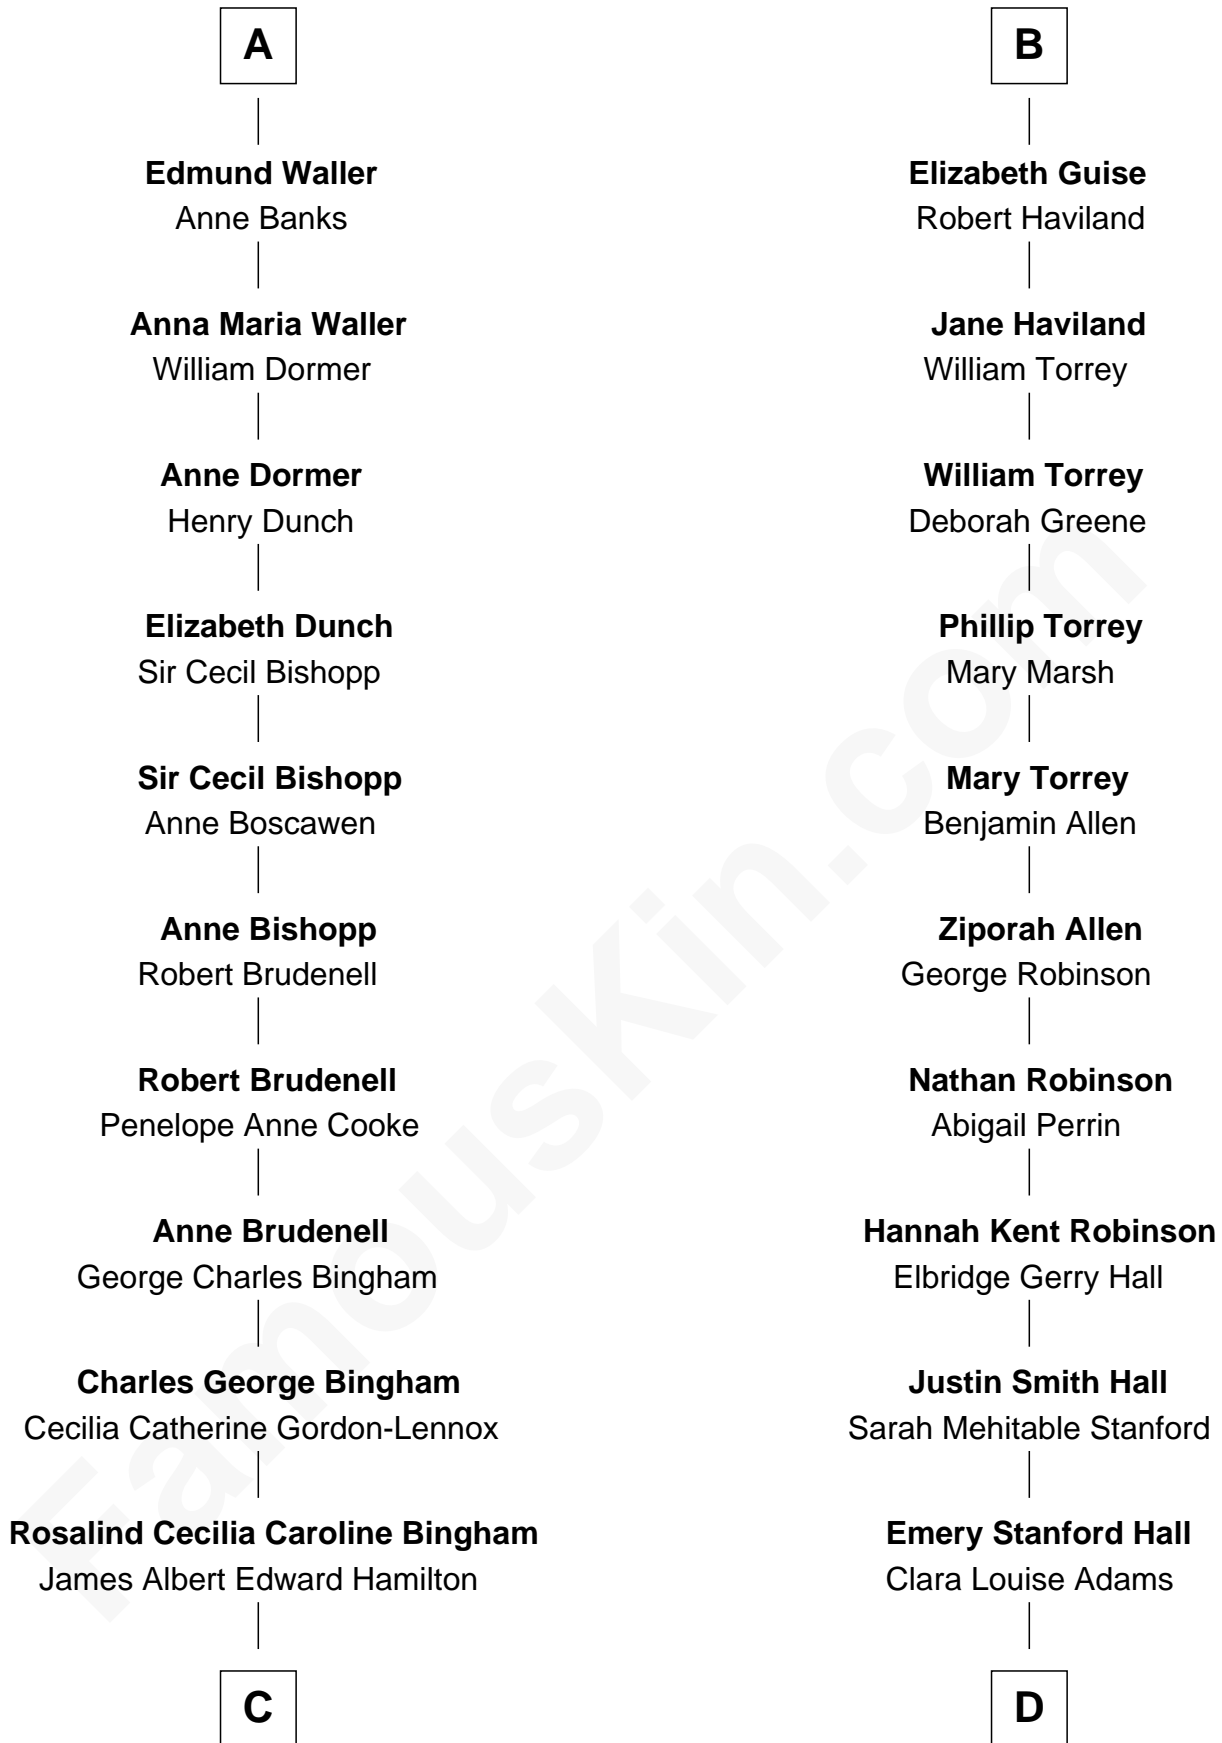 A
Edmund Waller
Anne Banks
Anna Maria Waller
William Dormer
Anne Dormer
Henry Dunch
Elizabeth Dunch
Sir Cecil Bishopp
Sir Cecil Bishopp
Anne Boscawen
Anne Bishopp
Robert Brudenell
Robert Brudenell
Penelope Anne Cooke
Anne Brudenell
George Charles Bingham
Charles George Bingham
Cecilia Catherine Gordon-Lennox
Rosalind Cecilia Caroline Bingham
James Albert Edward Hamilton
C
B
Elizabeth Guise
Robert Haviland
Jane Haviland
William Torrey
William Torrey
Deborah Greene
Phillip Torrey
Mary Marsh
Mary Torrey
Benjamin Allen
Ziporah Allen
George Robinson
Nathan Robinson
Abigail Perrin
Hannah Kent Robinson
Elbridge Gerry Hall
Justin Smith Hall
Sarah Mehitable Stanford
Emery Stanford Hall
Clara Louise Adams
D
FamousKin.com